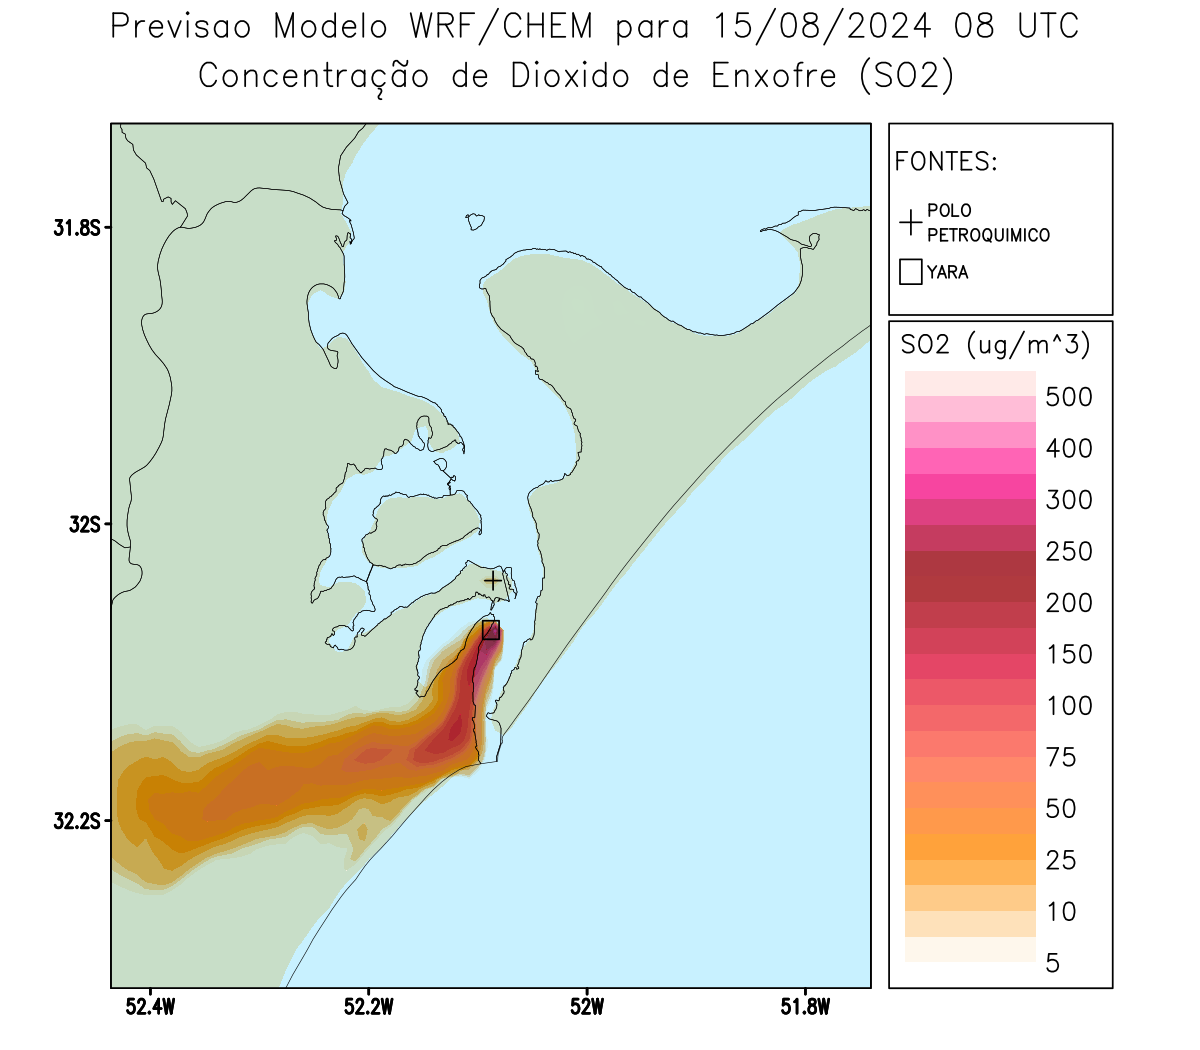 Previsao Modelo WRF/CHEM para 15/08/2024 08 UTC
Concentração de Dioxido de Enxofre (SO2)
FONTES:
POLO
PETROQUIMICO
YARA
31.8S
32S
32.2S
52.4W
52.2W
52W
51.8W
SO2 (ug/m^3)
500
400
300
250
200
150
100
75
50
25
10
5